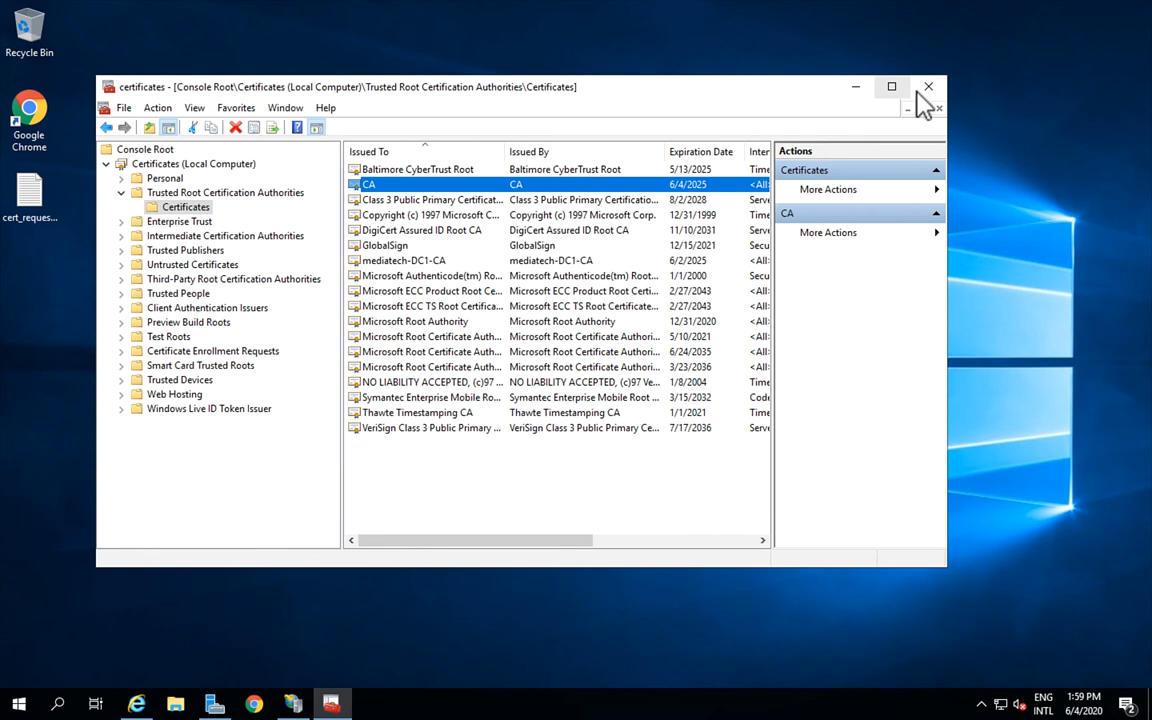 Recycle Bin
Google
Chrome
cert_reques...
certificates - [Console Root\Certificates (Local Computer)\Trusted Root Certification Authorities\Certificates]
File Action View Favorites Window Help
Console Root
Certificates (Local Computer)
Personal
Trusted Root Certification Authorities
Certificates
Enterprise Trust
Intermediate Certification Authorities
Trusted Publishers
Untrusted Certificates
Third-Party Root Certification Authorities
Trusted People
Client Authentication Issuers
Preview Build Roots
Test Roots
Certificate Enrollment Requests
Smart Card Trusted Roots
Trusted Devices
Web Hosting
Windows Live ID Token Issuer
Issued To Issued By Expiration Date Inter
Baltimore CyberTrust Root Baltimore CyberTrust Root 5/13/2025 Time
CA CA 6/4/2025 <All>
Class 3 Public Primary Certificat... Class 3 Public Primary Certificatio... 8/2/2028 Serve
Copyright (c) 1997 Microsoft C... Copyright (c) 1997 Microsoft Corp. 12/31/1999 Time
DigiCert Assured ID Root CA DigiCert Assured ID Root CA 11/10/2031 Serve
GlobalSign GlobalSign 12/15/2021 Secu
mediatech-DC1-CA mediatech-DC1-CA 6/2/2025 <All>
Microsoft Authenticode(tm) Ro... Microsoft Authenticode(tm) Root... 1/1/2000 Secu
Microsoft ECC Product Root Ce... Microsoft ECC Product Root Certif... 2/27/2043 <All>
Microsoft ECC TS Root Certifica... Microsoft ECC TS Root Certificate... 2/27/2043 <All>
Microsoft Root Authority Microsoft Root Authority 12/31/2020 <All>
Microsoft Root Certificate Auth... Microsoft Root Certificate Authori... 5/10/2021 <All>
Microsoft Root Certificate Auth... Microsoft Root Certificate Authori... 6/24/2035 <All>
Microsoft Root Certificate Auth... Microsoft Root Certificate Authori... 3/23/2036 <All>
NO LIABILITY ACCEPTED, (c)97 ... NO LIABILITY ACCEPTED, (c)97 Ve... 1/8/2004 Time
Symantec Enterprise Mobile Ro... Symantec Enterprise Mobile Root ... 3/15/2032 Code
Thawte Timestamping CA Thawte Timestamping CA 1/1/2021 Time
VeriSign Class 3 Public Primary ... VeriSign Class 3 Public Primary Ce... 7/17/2036 Serve
Actions
Certificates
More Actions
CA
More Actions
ENG
INTL
1:59 PM
6/4/2020
2